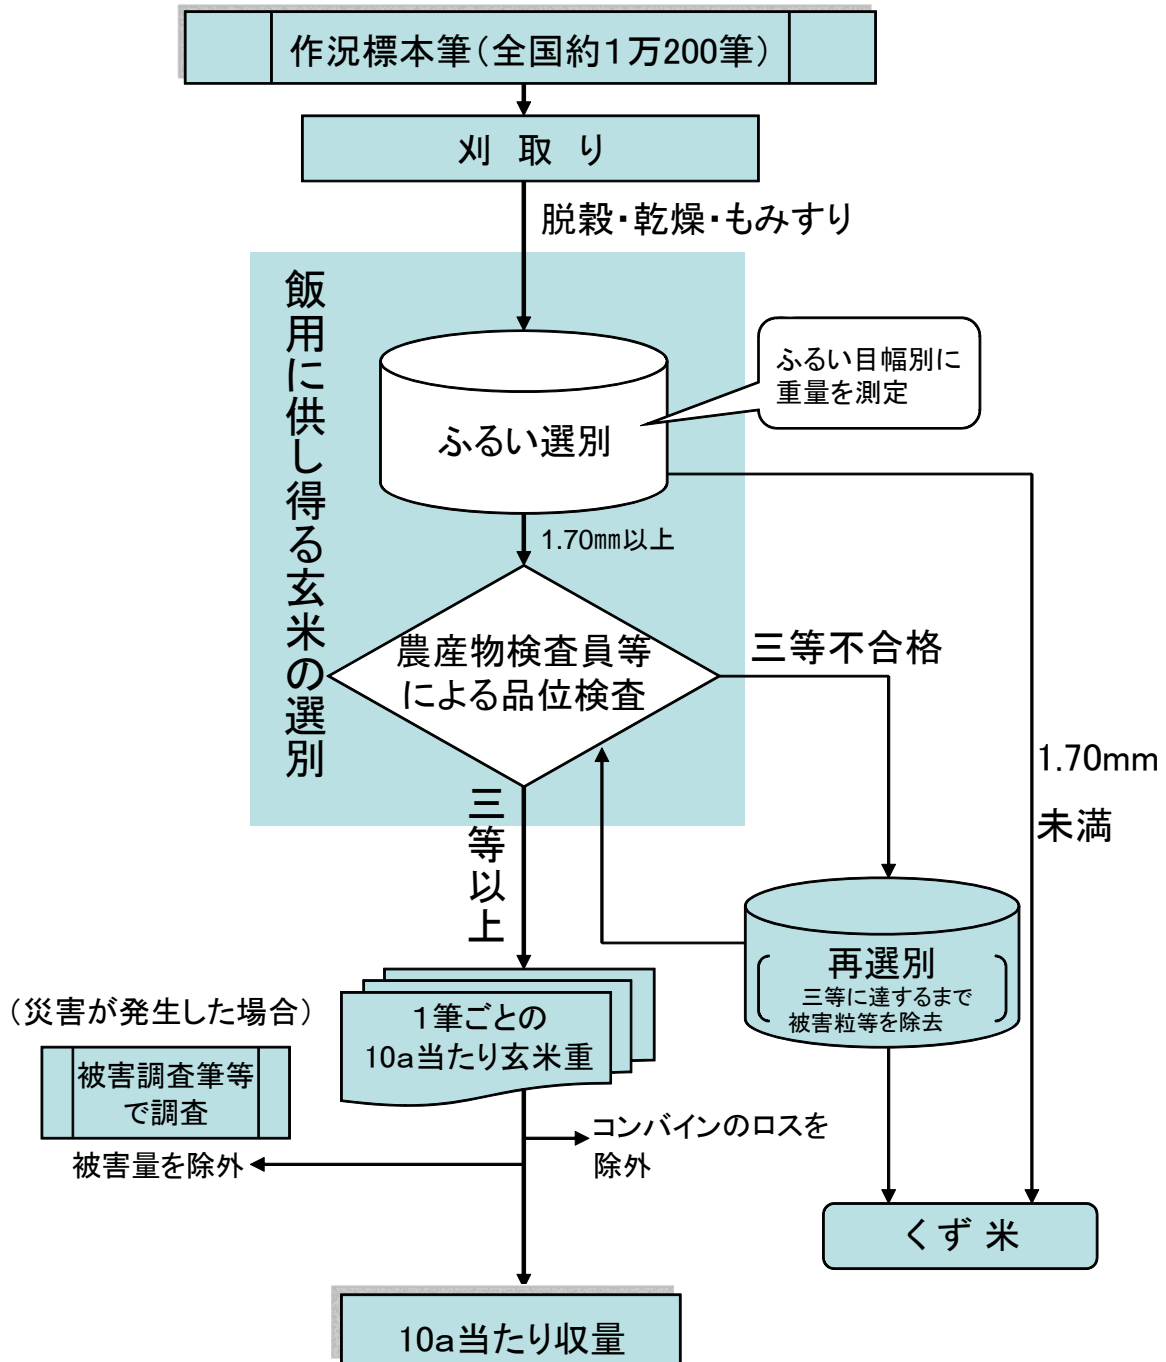 作況標本筆（全国約１万200筆）
刈　取　り
脱穀・乾燥・もみすり
飯用に供し得る玄米の選別
ふるい目幅別に
重量を測定
ふるい選別
1.70㎜以上
農産物検査員等
による品位検査
三等不合格
1.70mm
未満
三等以上
再選別
三等に達するまで
被害粒等を除去
（災害が発生した場合）
被害調査筆等
で調査
１筆ごとの
10a当たり玄米重
コンバインのロスを
除外
被害量を除外
くず 米
10a当たり収量